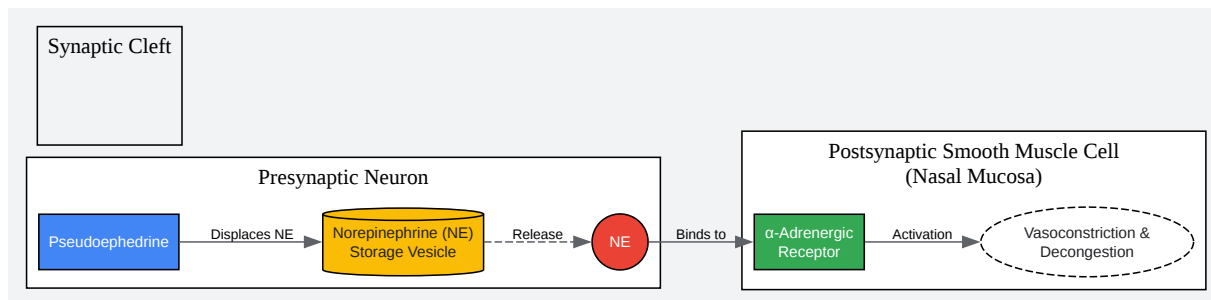 Synaptic Cleft
Presynaptic Neuron
Pseudoephedrine
Displaces NE
Norepinephrine (NE)
Storage Vesicle
Release
NE
Binds to
Postsynaptic Smooth Muscle Cell
(Nasal Mucosa)
α-Adrenergic
Receptor
Activation
Vasoconstriction &
Decongestion